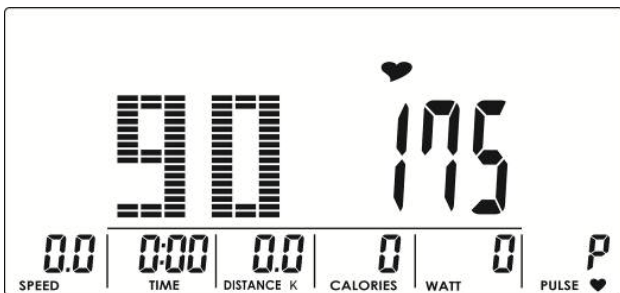 90 175
0.0 0:00 0.0 0 0 P
SPEED TIME DISTANCE K CALORIES WATT PULSE